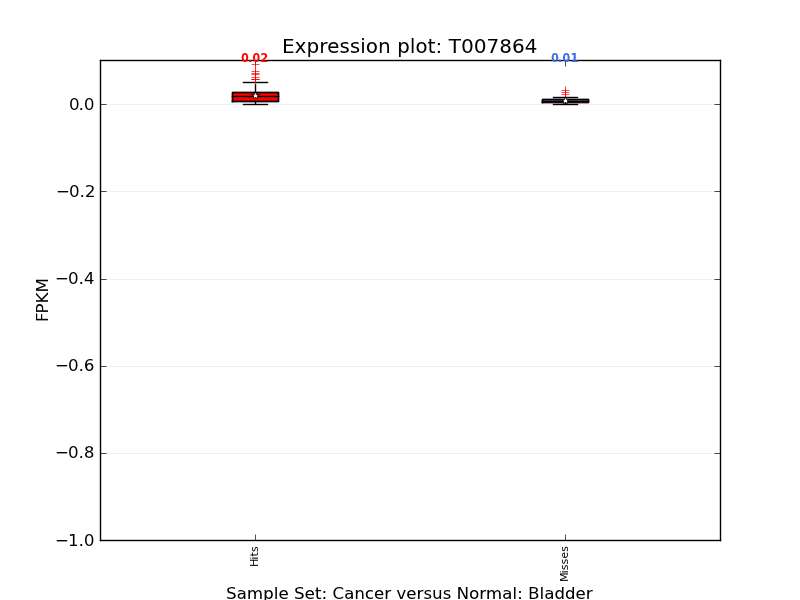 Expression plot: T007864
0.02
0.01
0.0
−0.2
−0.4
−0.6
−0.8
−1.0
FPKM
Hits
Misses
Sample Set: Cancer versus Normal: Bladder